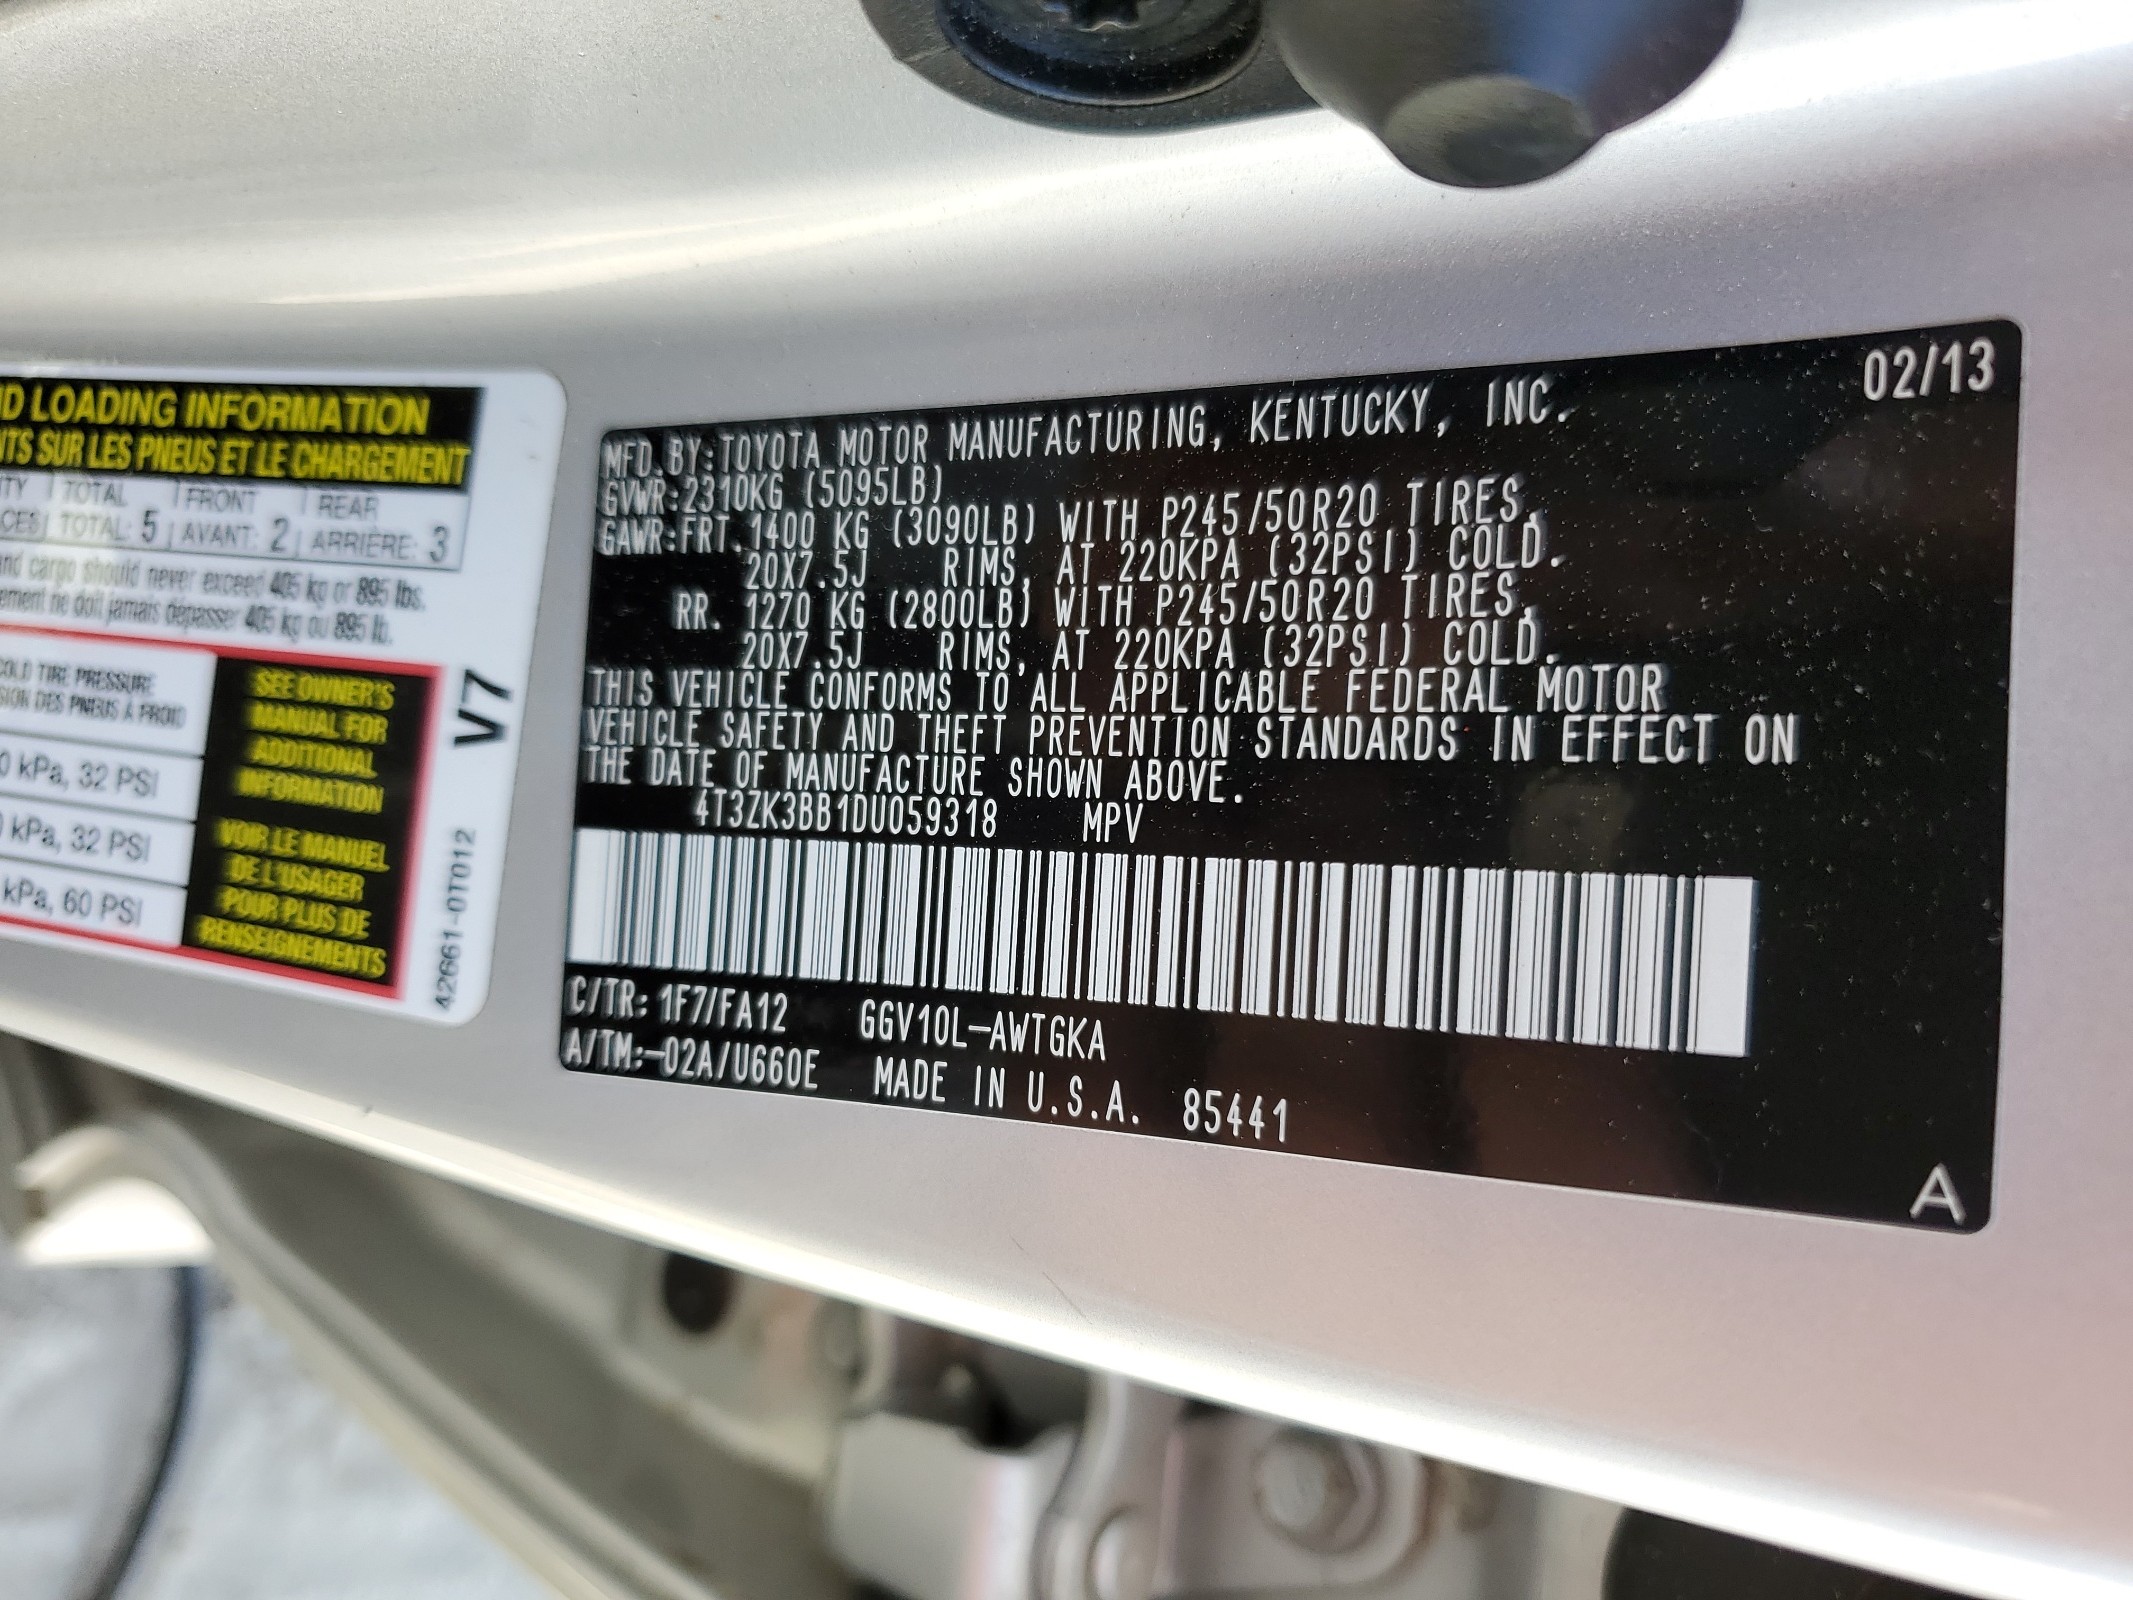 D LOADING INFORMATION
NTS SUR LES PNEUS ET LE CHARGEMENT
ITY TOTAL FRONT REAR
CES TOTAL: 5 AVANT: 2 ARRIÈRE: 3
and cargo should never exceed 405 kg or 895 lbs.
ement ne doit jamais dépasser 405 kg ou 895 lb.
COLD TIRE PRESSURE
SION DES PNEUS À FROID
0 kPa, 32 PSI
0 kPa, 32 PSI
kPa, 60 PSI
SEE OWNER'S
MANUAL FOR
ADDITIONAL
INFORMATION
VOIR LE MANUEL
DE L'USAGER
POUR PLUS DE
RENSEIGNEMENTS
V7
42661-0T012
02/13
MFD.BY:TOYOTA MOTOR MANUFACTURING, KENTUCKY, INC.
GVWR:2310KG (5095LB)
GAWR:FRT.1400 KG (3090LB) WITH P245/50R20 TIRES,
20X7.5J RIMS, AT 220KPA (32PSI) COLD.
RR. 1270 KG (2800LB) WITH P245/50R20 TIRES,
20X7.5J RIMS, AT 220KPA (32PSI) COLD.
THIS VEHICLE CONFORMS TO ALL APPLICABLE FEDERAL MOTOR
VEHICLE SAFETY AND THEFT PREVENTION STANDARDS IN EFFECT ON
THE DATE OF MANUFACTURE SHOWN ABOVE.
4T3ZK3BB1DU059318 MPV
C/TR: 1F7/FA12 GGV10L-AWTGKA
A/TM:-02A/U660E MADE IN U.S.A. 85441
A